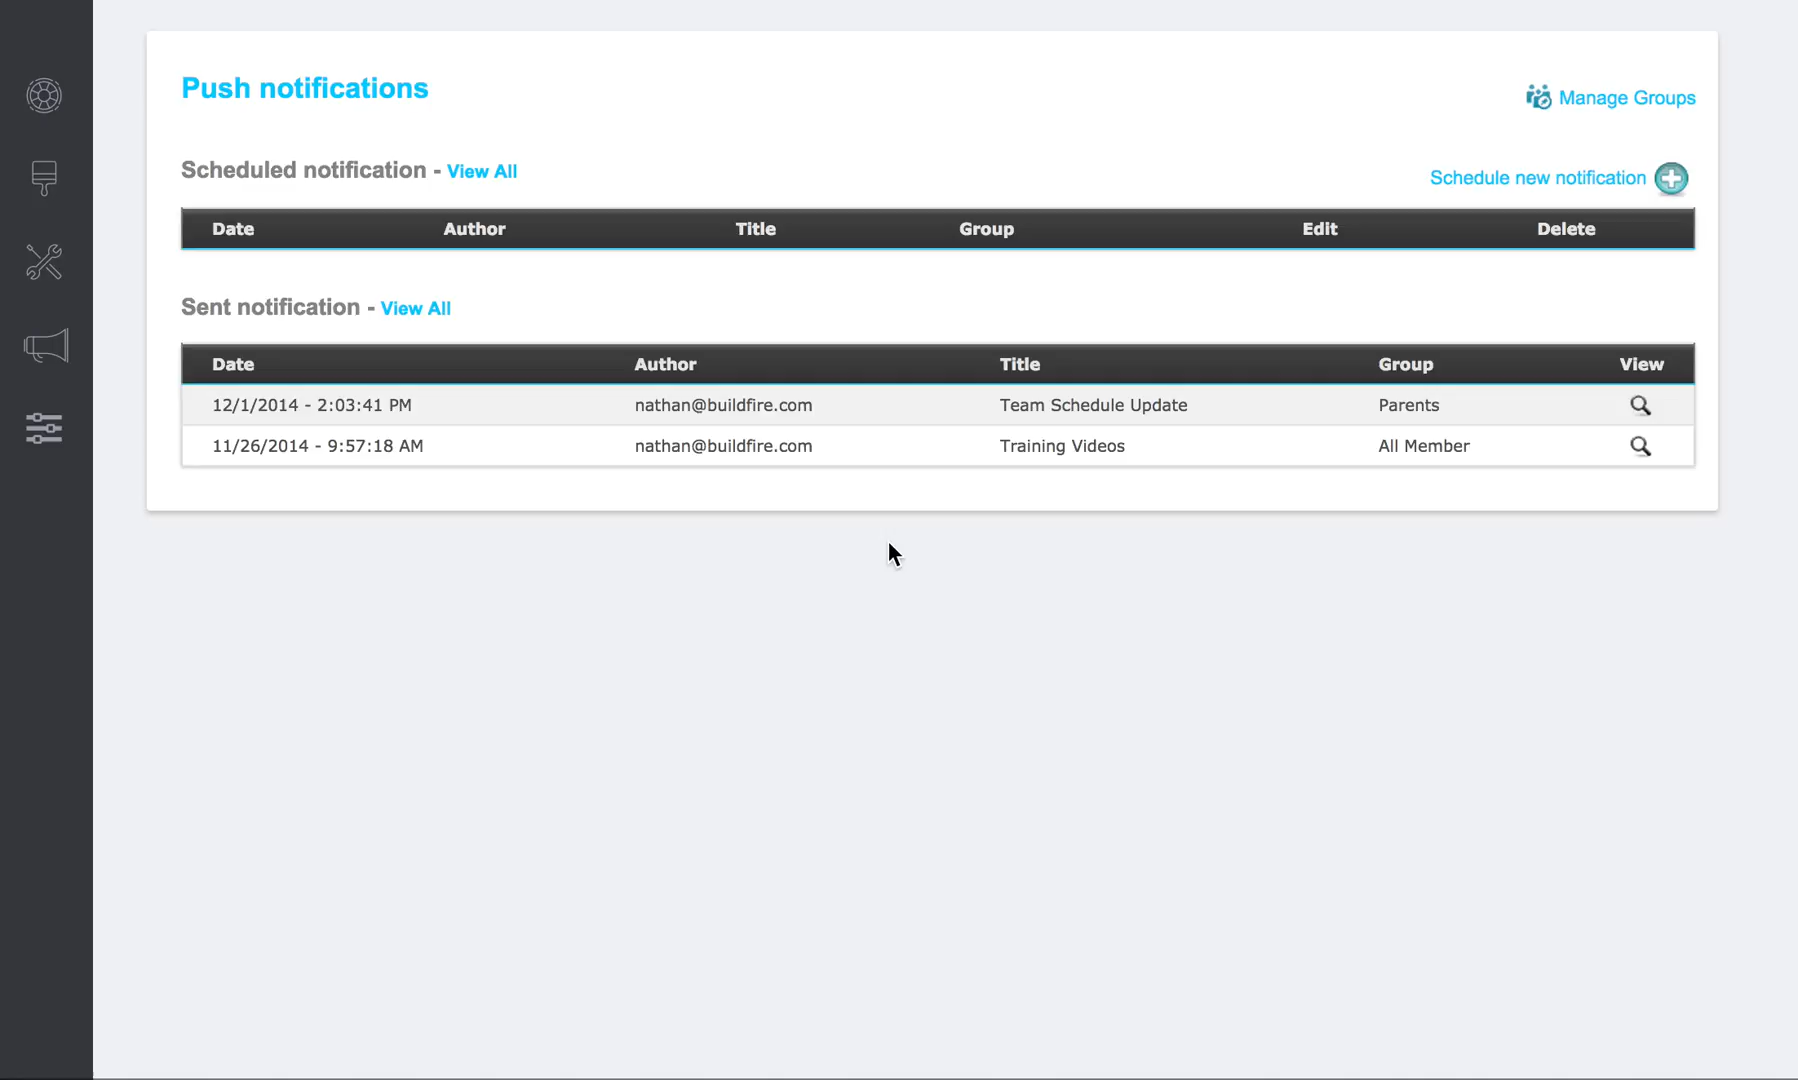 Push notifications
Manage Groups
Scheduled notification - View All
Schedule new notification
Date Author Title Group Edit Delete
Sent notification - View All
Date Author Title Group View
12/1/2014 - 2:03:41 PM nathan@buildfire.com Team Schedule Update Parents
11/26/2014 - 9:57:18 AM nathan@buildfire.com Training Videos All Member